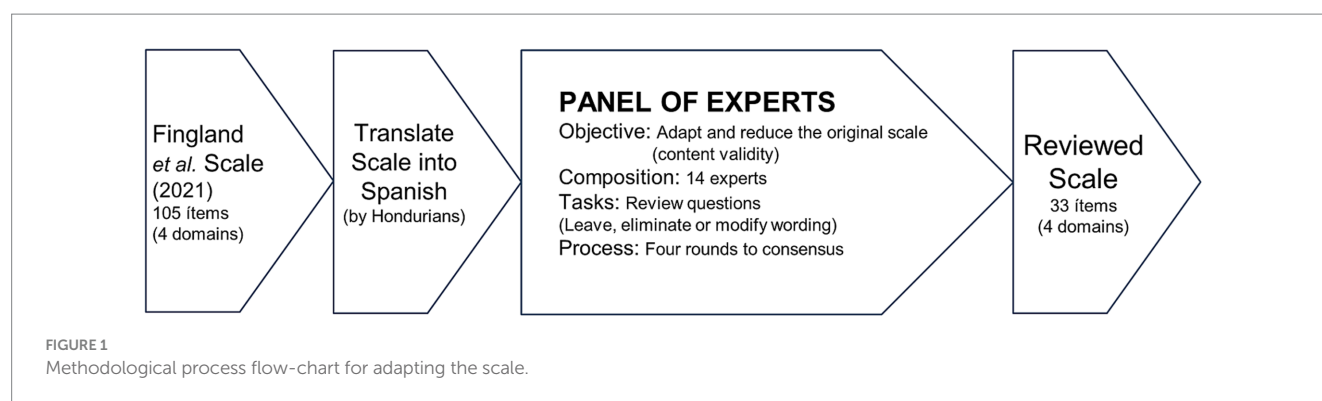 Fingland
et al. Scale
(2021)
105 ítems
(4 domains)
Translate
Scale into
Spanish
(by Hondurians)
PANEL OF EXPERTS
Objective: Adapt and reduce the original scale
(content validity)
Composition: 14 experts
Tasks: Review questions
(Leave, eliminate or modify wording)
Process: Four rounds to consensus
Reviewed
Scale
33 ítems
(4 domains)
FIGURE 1
Methodological process flow-chart for adapting the scale.